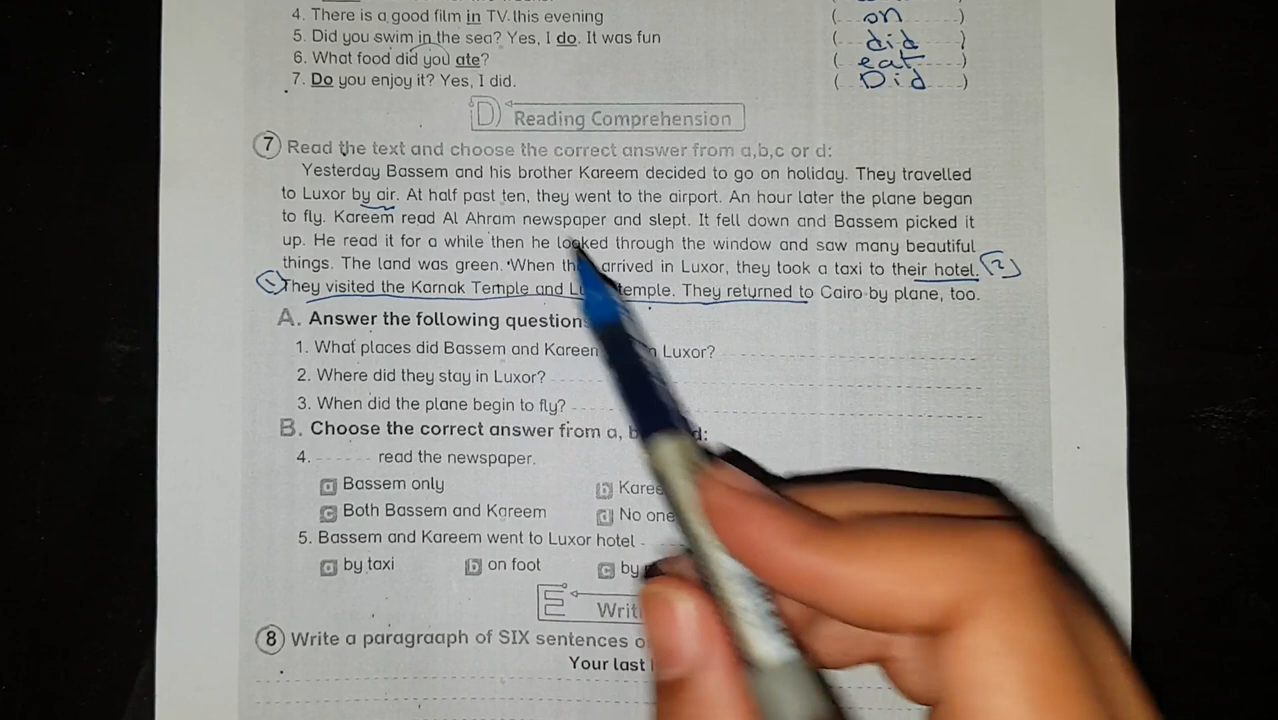 4. There is a good film in TV this evening (on)
5. Did you swim in the sea? Yes, I do. It was fun (did)
6. What food did you ate? (eat)
7. Do you enjoy it? Yes, I did. (Did)
D Reading Comprehension
7 Read the text and choose the correct answer from a,b,c or d:
Yesterday Bassem and his brother Kareem decided to go on holiday. They travelled
to Luxor by air. At half past ten, they went to the airport. An hour later the plane began
to fly. Kareem read Al Ahram newspaper and slept. It fell down and Bassem picked it
up. He read it for a while then he looked through the window and saw many beautiful
things. The land was green. When arrived in Luxor, they took a taxi to their hotel. 2
They visited the Karnak Temple and temple. They returned to Cairo by plane, too.
A. Answer the following
1. What places did Bassem and Luxor?
2. Where did they stay in Luxor?
3. When did the plane begin to fly?
B. Choose the correct answer from a,
4. read the newspaper.
a Bassem only b
c Both Bassem and Kareem d No one
5. Bassem and Kareem went to Luxor hotel
a by taxi b on foot c by
E
8 Write a paragraaph of SIX sentences
Your last